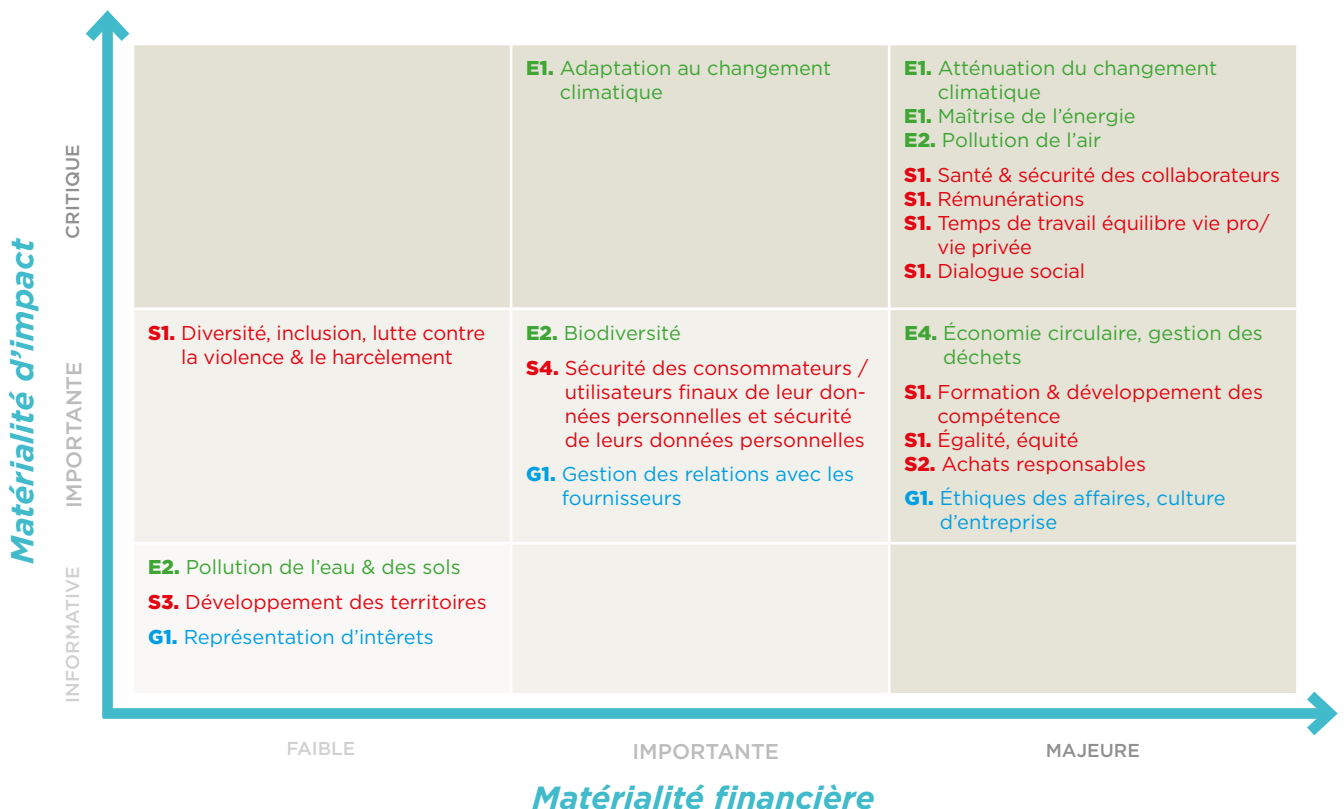 Matérialité d'impact
CRITIQUE
E1. Adaptation au changement
climatique
E1. Atténuation du changement
climatique
E1. Maîtrise de l'énergie
E2. Pollution de l'air
S1. Santé & sécurité des collaborateurs
S1. Rémunérations
S1. Temps de travail équilibre vie pro/
vie privée
S1. Dialogue social
IMPORTANTE
S1. Diversité, inclusion, lutte contre
la violence & le harcèlement
E2. Biodiversité
S4. Sécurité des consommateurs /
utilisateurs finaux de leur don-
nées personnelles et sécurité
de leurs données personnelles
G1. Gestion des relations avec les
fournisseurs
E4. Économie circulaire, gestion des
déchets
S1. Formation & développement des
compétence
S1. Égalité, équité
S2. Achats responsables
G1. Éthiques des affaires, culture
d'entreprise
INFORMATIVE
E2. Pollution de l'eau & des sols
S3. Développement des territoires
G1. Représentation d'intêrets
FAIBLE
IMPORTANTE
MAJEURE
Matérialité financière